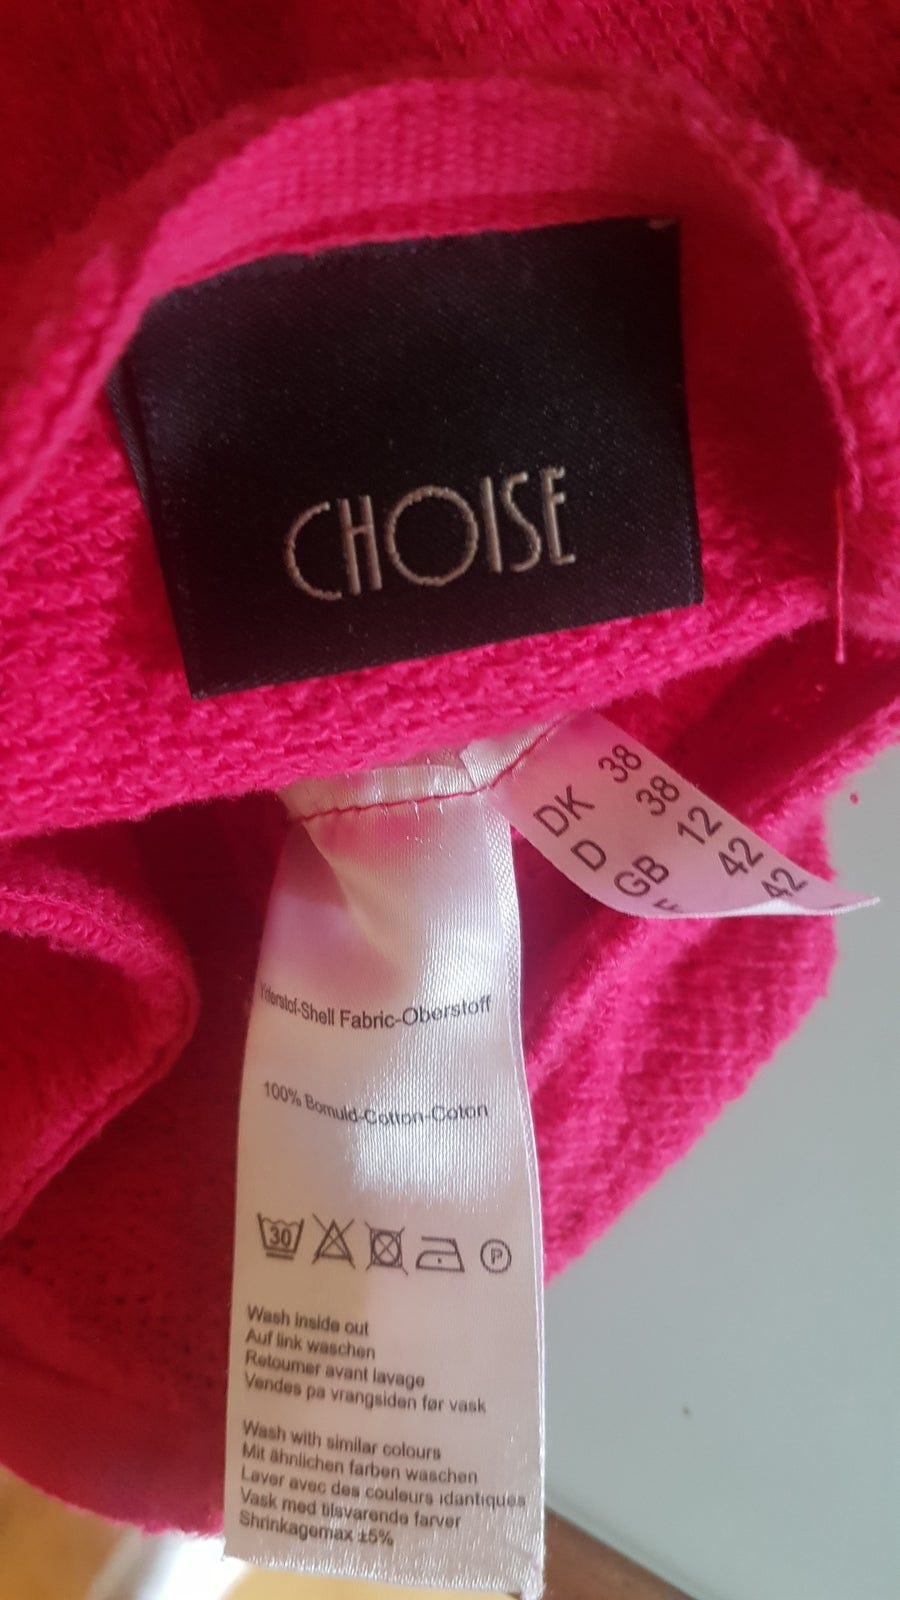 CHOISE
DK 38
D 38
GB 12
42
42
Yderstof-Shell Fabric-Oberstoff
100% Bomuld-Cotton-Coton
30
P
Wash inside out
Auf link waschen
Retourner avant lavage
Vendes pa vrangsiden før vask
Wash with similar colours
Mit ähnlichen farben waschen
Laver avec des couleurs idantiques
Vask med tilsvarende farver
Shrinkagemax ±5%